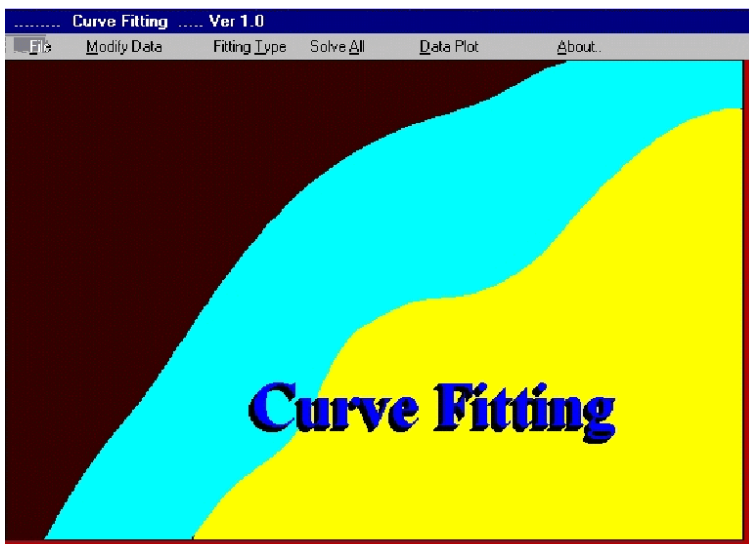 ......... Curve Fitting ..... Ver 1.0
File Modify Data Fitting Type Solve All Data Plot About..
Curve Fitting